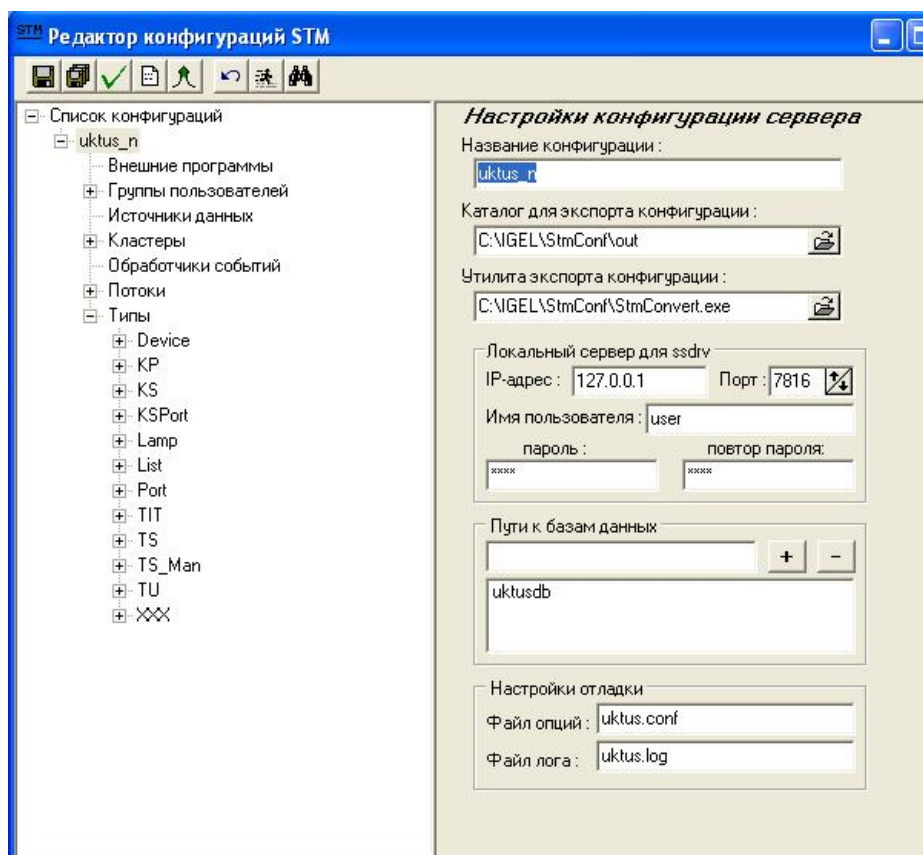 STM Редактор конфигураций STM
Список конфигураций
uktus_n
Внешние программы
Группы пользователей
Источники данных
Кластеры
Обработчики событий
Потоки
Типы
Device
KP
KS
KSPort
Lamp
List
Port
TIT
TS
TS_Man
TU
XXX
Настройки конфигурации сервера
Название конфигурации :
uktus_n
Каталог для экспорта конфигурации :
C:\IGEL\StmConf\out
Утилита экспорта конфигурации :
C:\IGEL\StmConf\StmConvert.exe
Локальный сервер для ssdrv
IP-адрес : 127.0.0.1 Порт : 7816
Имя пользователя : user
пароль : повтор пароля:
**** ****
Пути к базам данных
+ -
uktusdb
Настройки отладки
Файл опций : uktus.conf
Файл лога : uktus.log